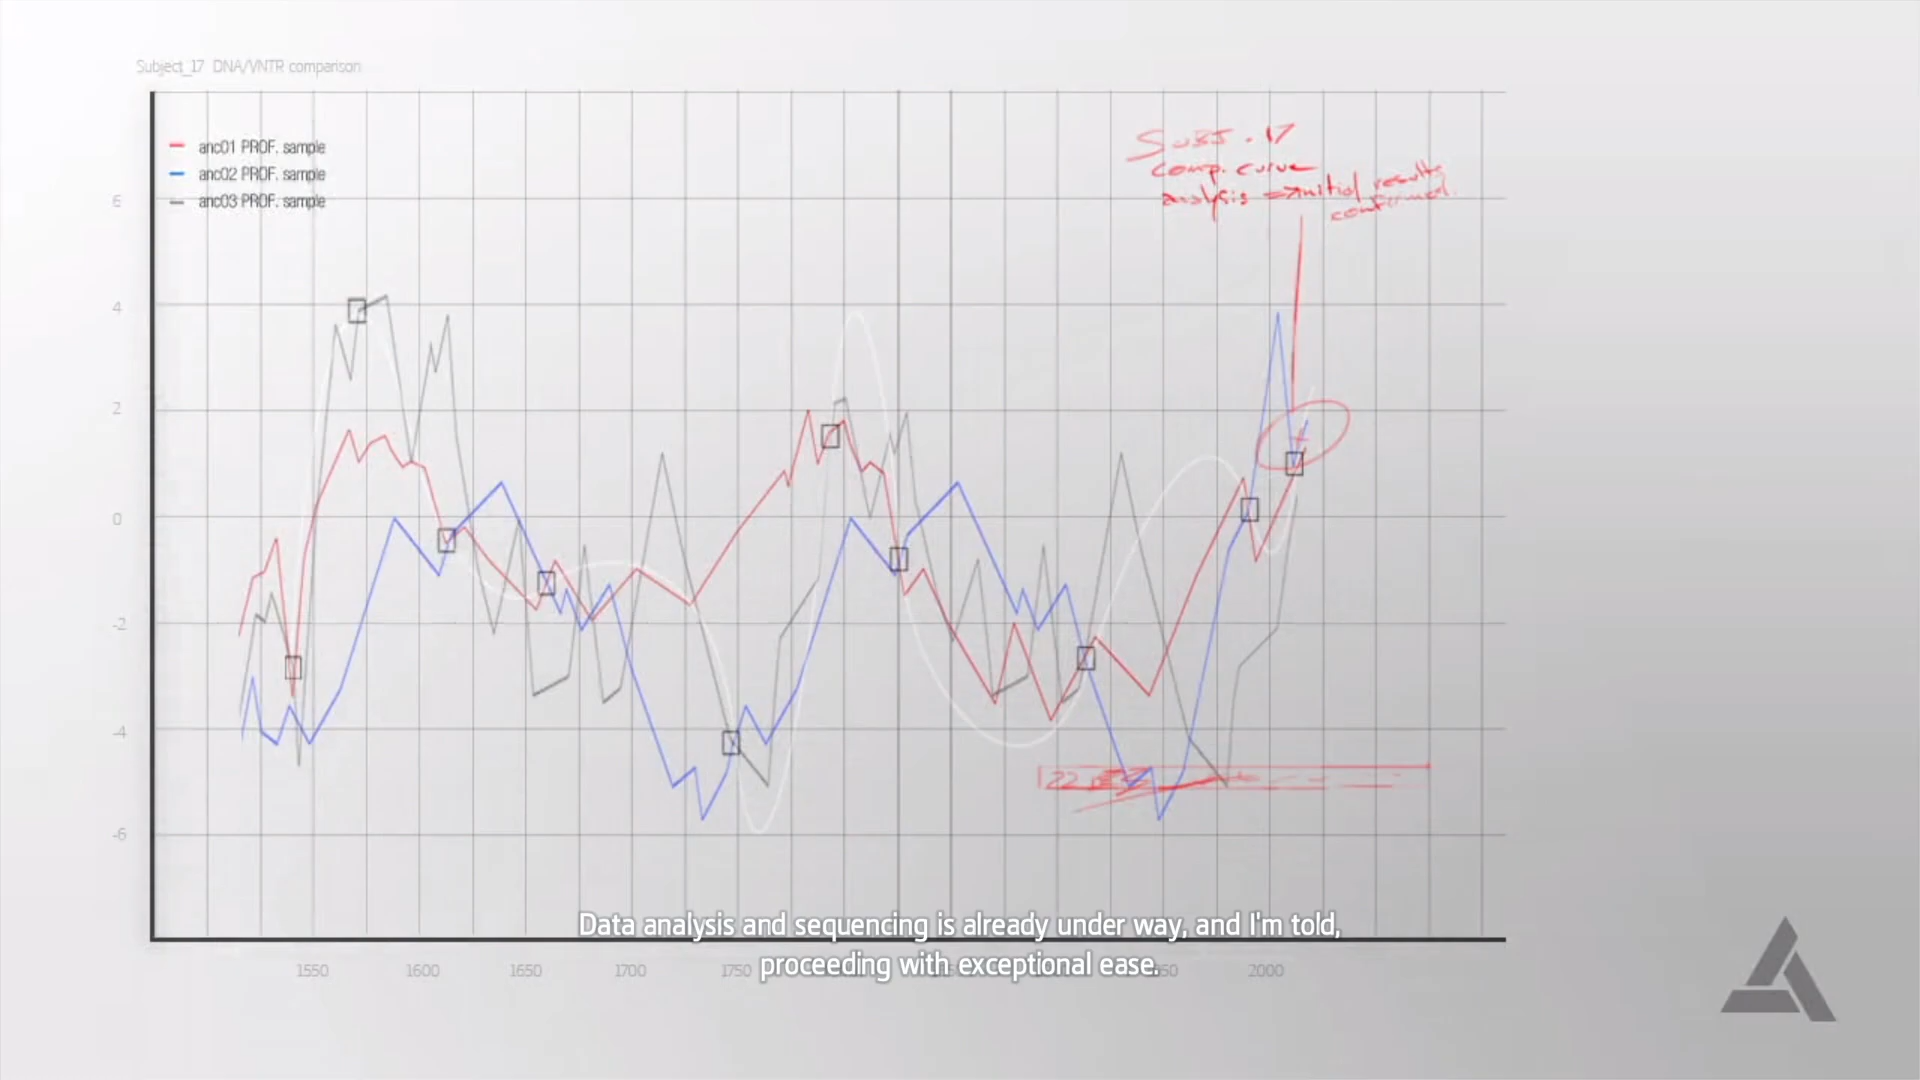 Subject_17 DNA/VNTR comparison
anc01 PROF. sample
anc02 PROF. sample
anc03 PROF. sample
SUBJ. 17
comp. curve
analysis => initial results
confirmed.
6
4
2
0
-2
-4
-6
22
Data analysis and sequencing is already under way, and I'm told,
proceeding with exceptional ease.
1550 1600 1650 1700 1750 2000